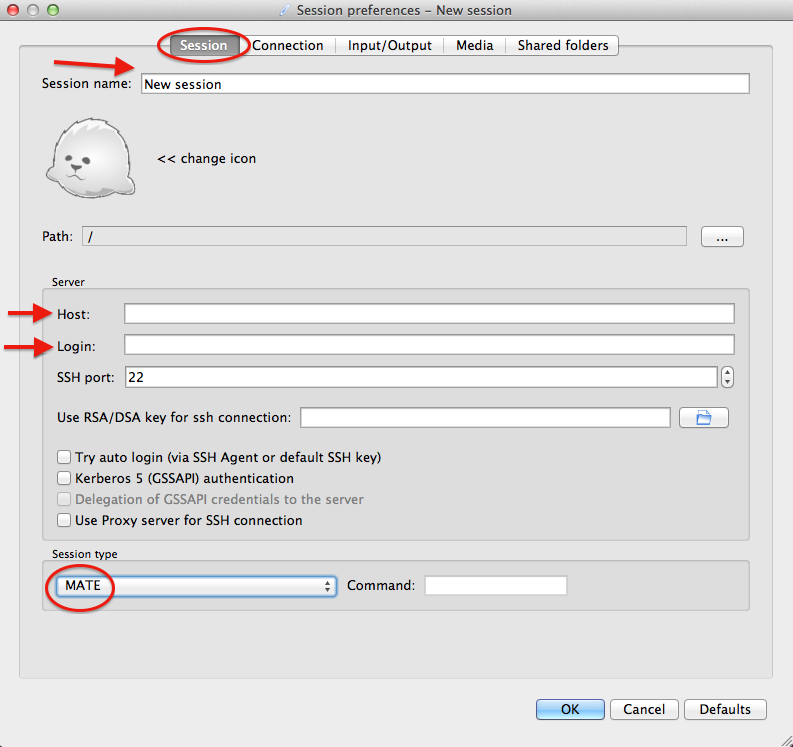 Session preferences – New session
Session Connection Input/Output Media Shared folders
Session name: New session
<< change icon
Path: / ...
Server
Host:
Login:
SSH port: 22
Use RSA/DSA key for ssh connection:
Try auto login (via SSH Agent or default SSH key)
Kerberos 5 (GSSAPI) authentication
Delegation of GSSAPI credentials to the server
Use Proxy server for SSH connection
Session type
MATE Command:
OK Cancel Defaults